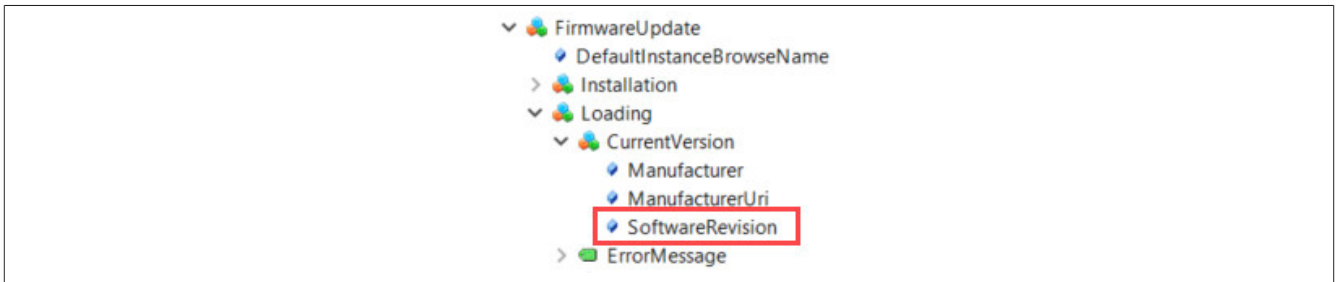 FirmwareUpdate
DefaultInstanceBrowseName
Installation
Loading
CurrentVersion
Manufacturer
ManufacturerUri
SoftwareRevision
ErrorMessage